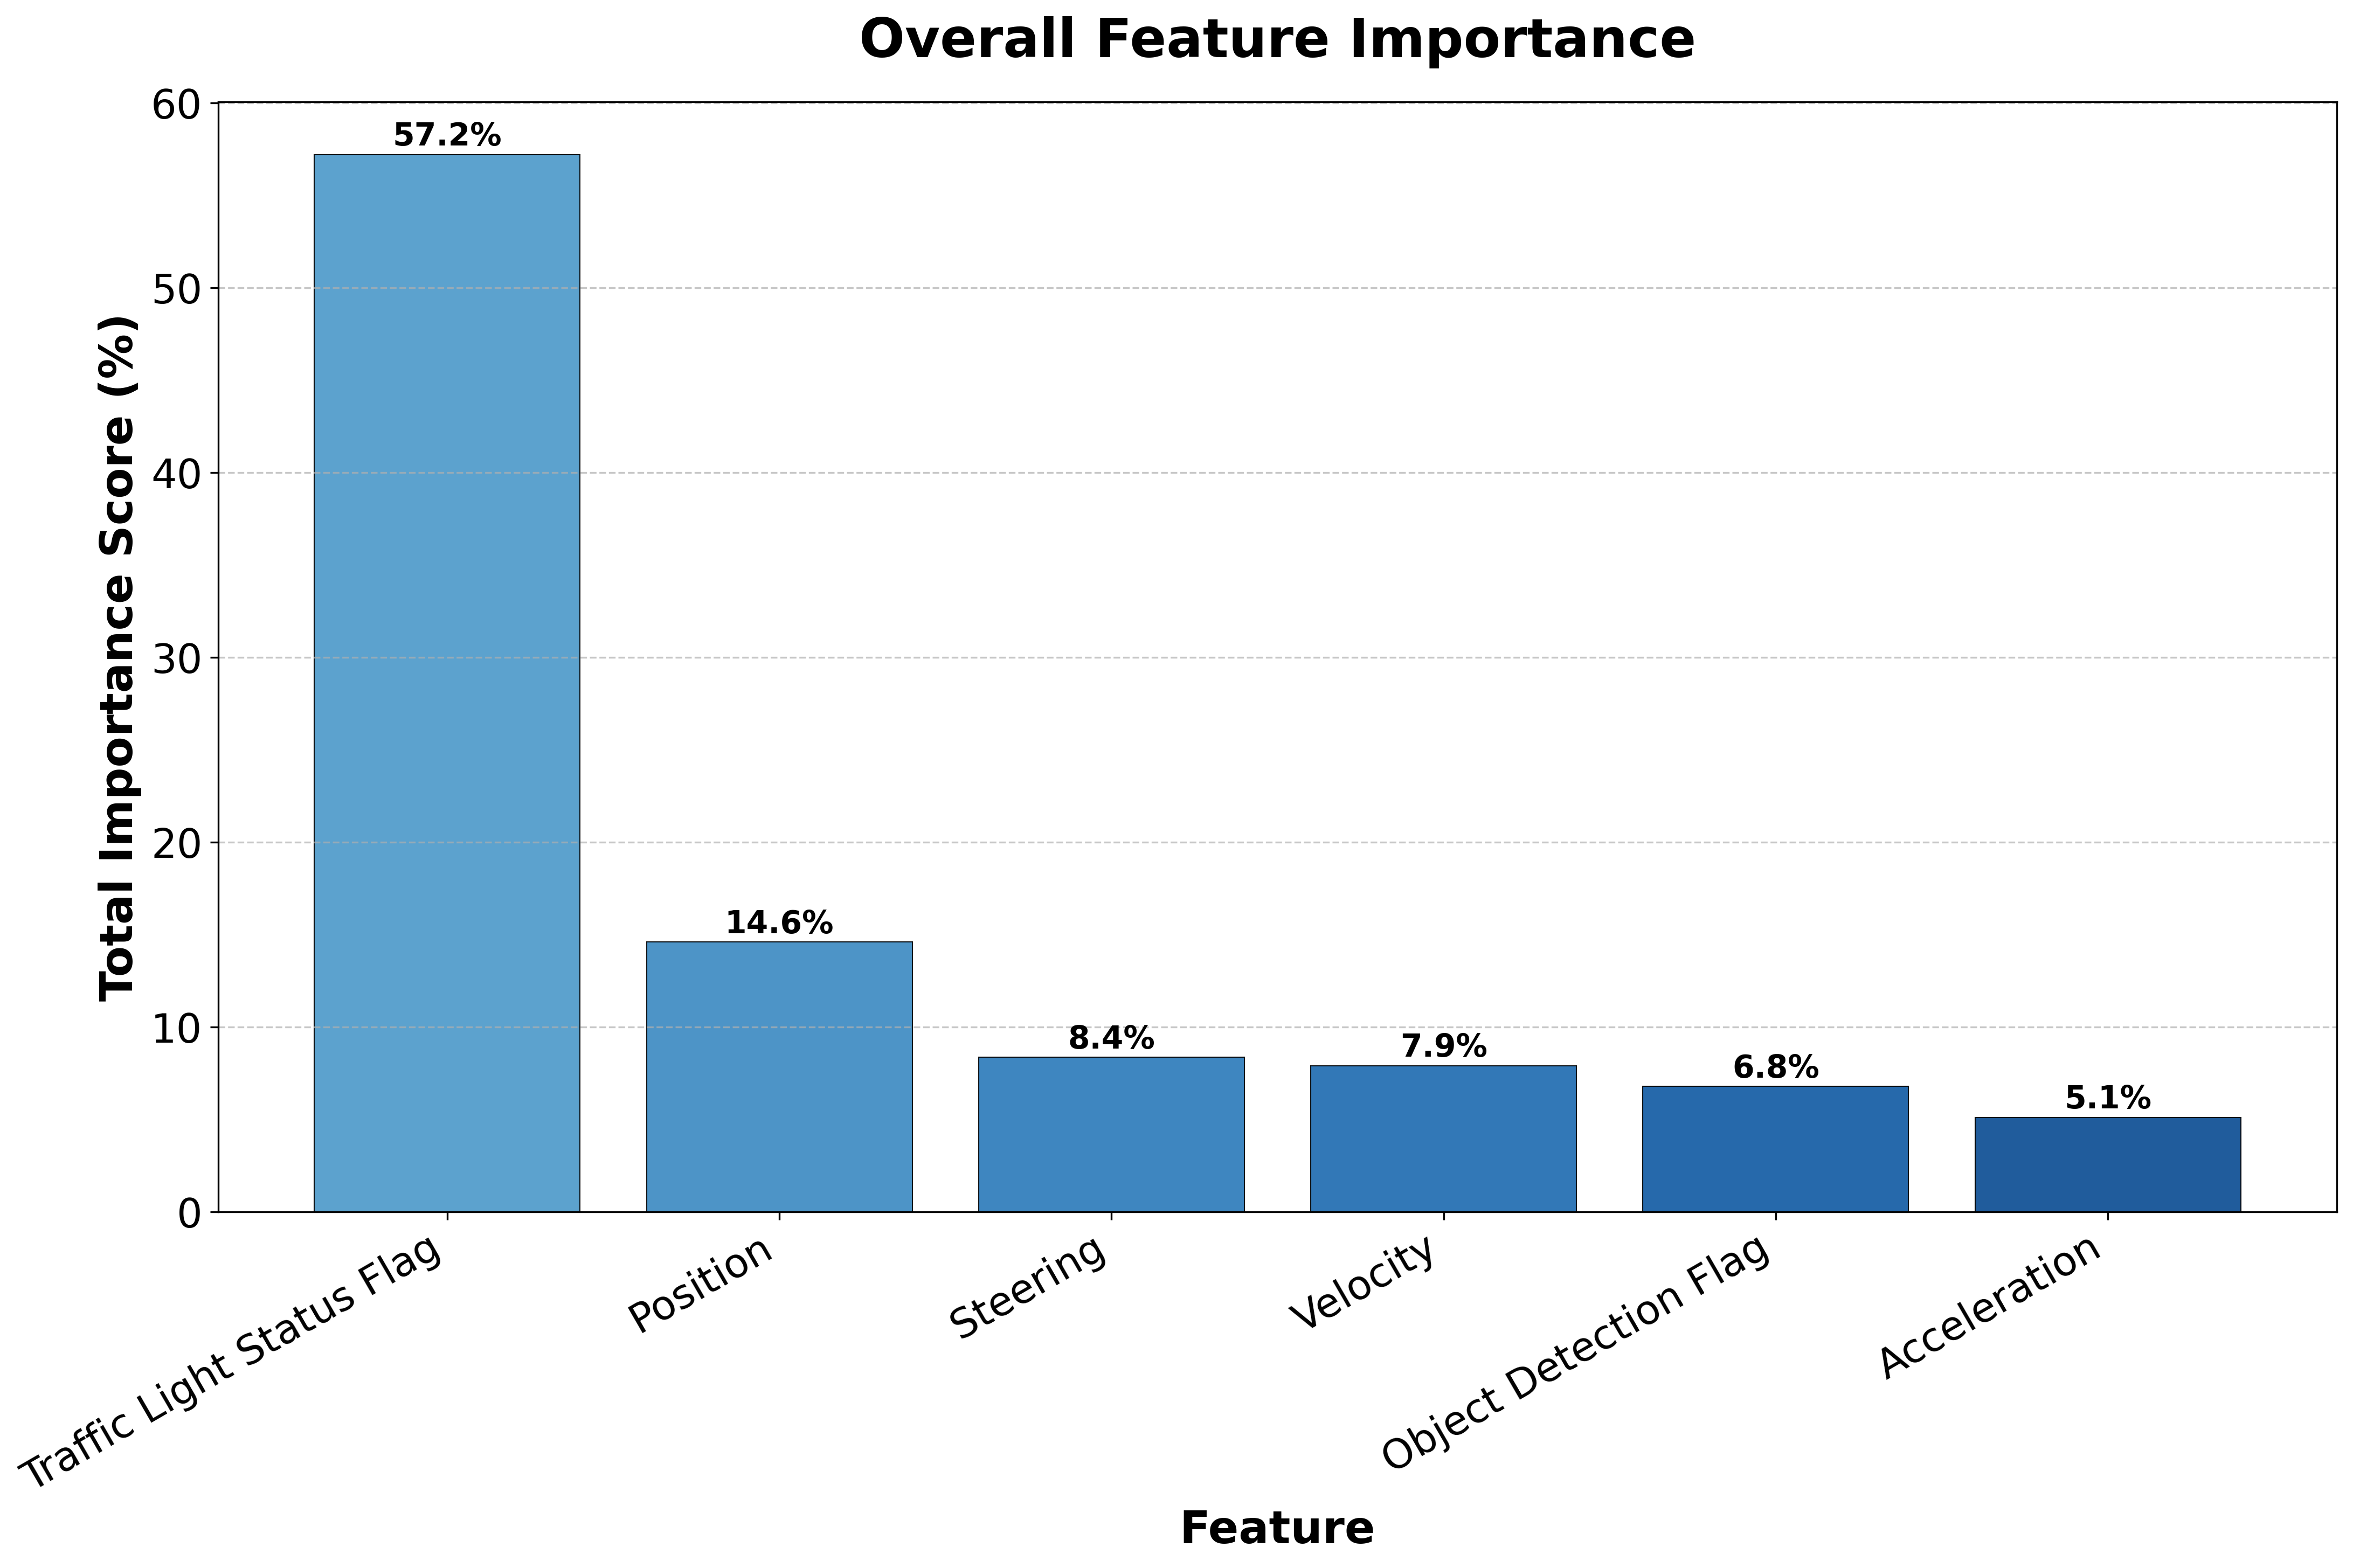 Overall Feature Importance
Total Importance Score (%)
60
50
40
30
20
10
0
57.2%
14.6%
8.4%
7.9%
6.8%
5.1%
Traffic Light Status Flag
Position
Steering
Velocity
Object Detection Flag
Acceleration
Feature